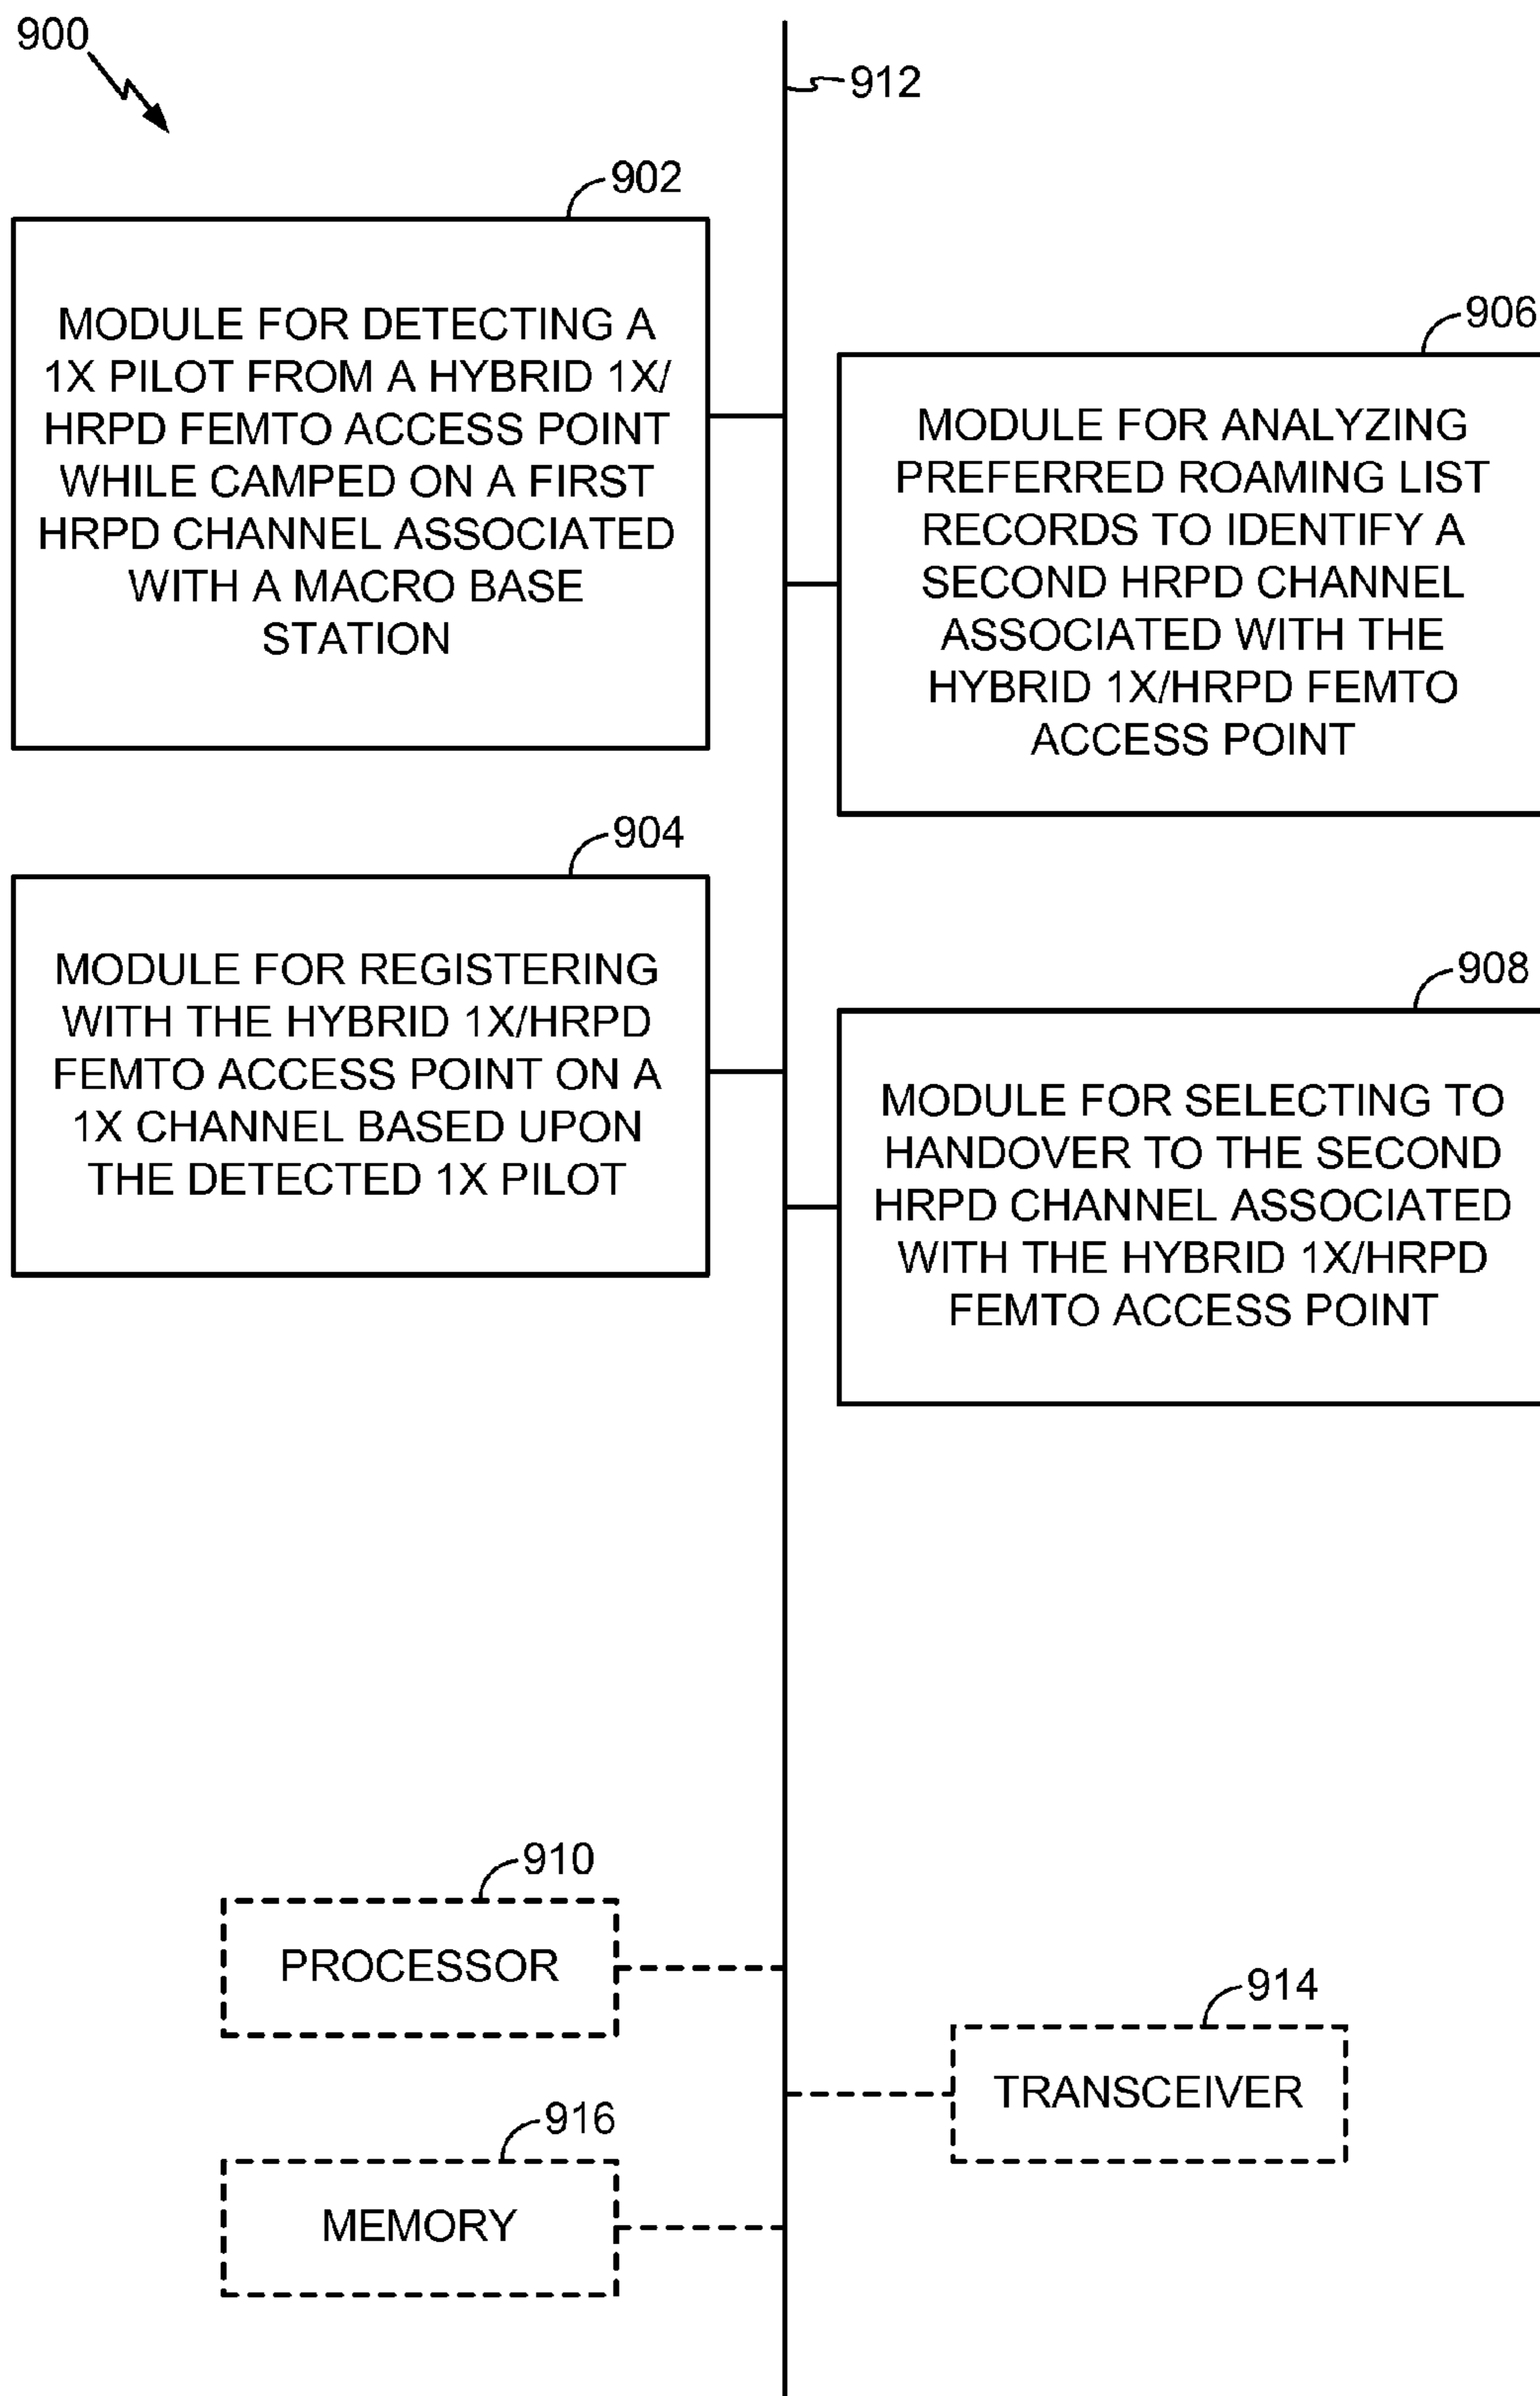 900
912
902
MODULE FOR DETECTING A
1X PILOT FROM A HYBRID 1X/
HRPD FEMTO ACCESS POINT
WHILE CAMPED ON A FIRST
HRPD CHANNEL ASSOCIATED
WITH A MACRO BASE
STATION
906
MODULE FOR ANALYZING
PREFERRED ROAMING LIST
RECORDS TO IDENTIFY A
SECOND HRPD CHANNEL
ASSOCIATED WITH THE
HYBRID 1X/HRPD FEMTO
ACCESS POINT
904
MODULE FOR REGISTERING
WITH THE HYBRID 1X/HRPD
FEMTO ACCESS POINT ON A
1X CHANNEL BASED UPON
THE DETECTED 1X PILOT
908
MODULE FOR SELECTING TO
HANDOVER TO THE SECOND
HRPD CHANNEL ASSOCIATED
WITH THE HYBRID 1X/HRPD
FEMTO ACCESS POINT
910
PROCESSOR
914
TRANSCEIVER
916
MEMORY